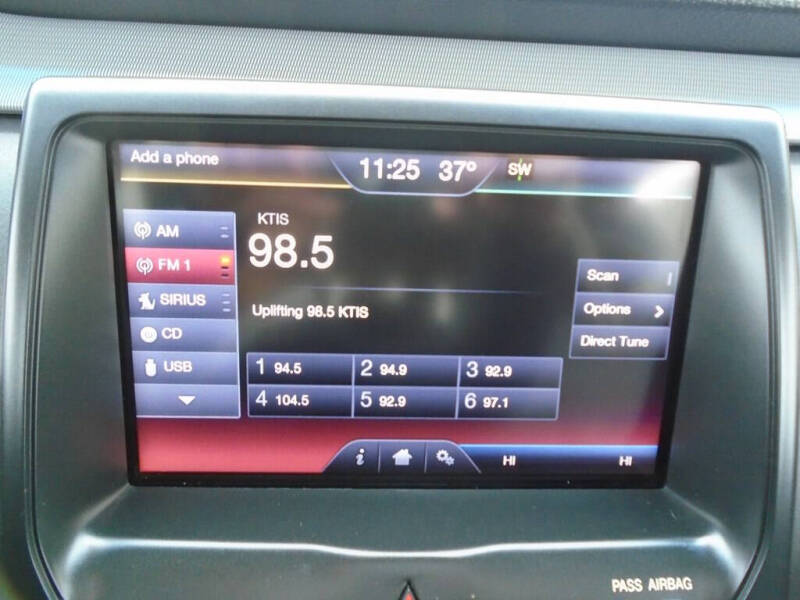 Add a phone
11:25 37° SW
AM
FM 1
SIRIUS
CD
USB
KTIS
98.5
Uplifting 98.5 KTIS
1 94.5 2 94.9 3 92.9
4 104.5 5 92.9 6 97.1
Scan
Options
Direct Tune
i HI HI
PASS AIRBAG